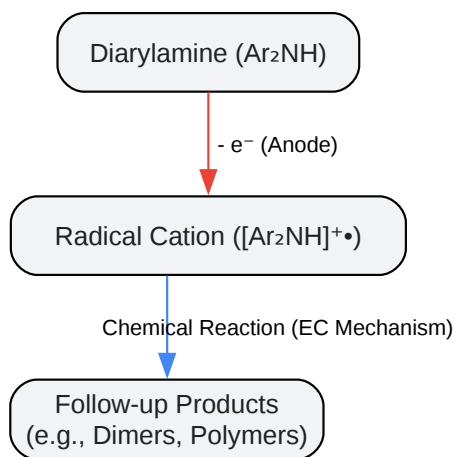 Diarylamine (Ar₂NH)
- e⁻ (Anode)
Radical Cation ([Ar₂NH]⁺•)
Chemical Reaction (EC Mechanism)
Follow-up Products
(e.g., Dimers, Polymers)